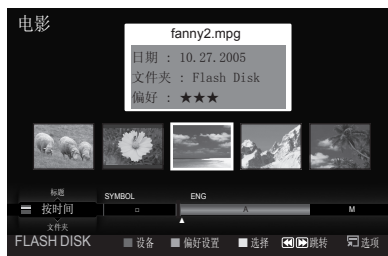 电影
fanny2.mpg
日期 : 10.27.2005
文件夹 : Flash Disk
偏好 : ★★★
标题
SYMBOL ENG
按时间 A M
文件夹
FLASH DISK 设备 偏好设置 选择 跳转 选项